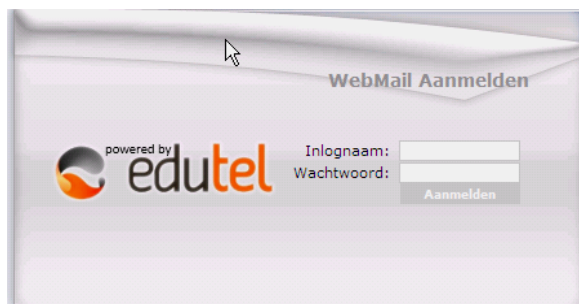 WebMail Aanmelden
powered by
edutel
Inlognaam:
Wachtwoord:
Aanmelden